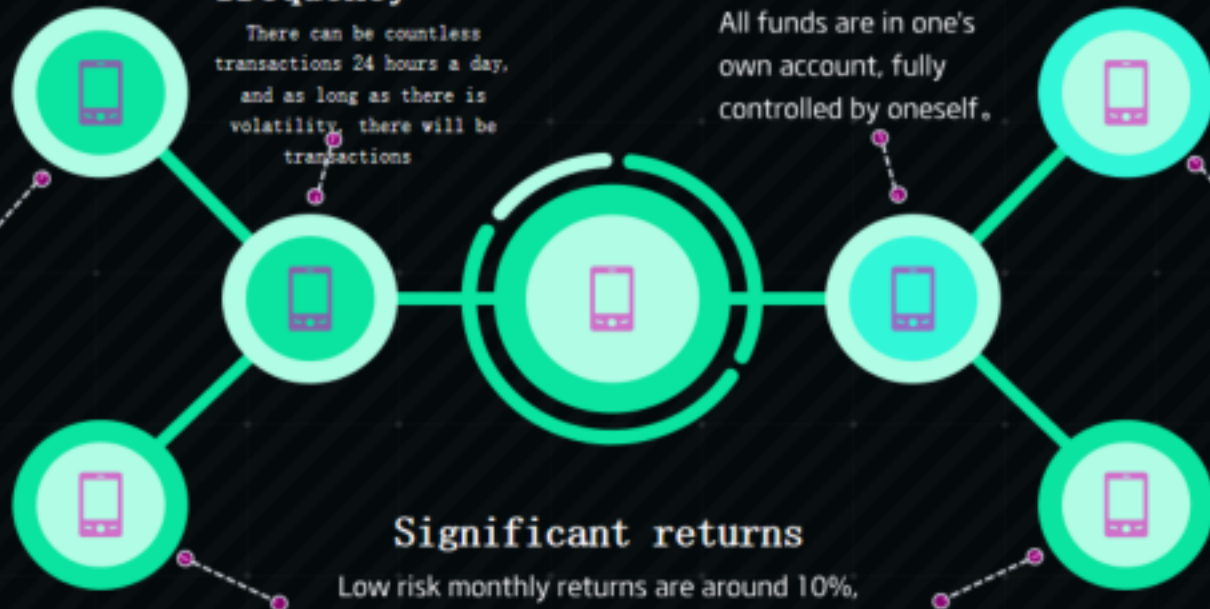 There can be countless
transactions 24 hours a day,
and as long as there is
volatility, there will be
transactions
All funds are in one's
own account, fully
controlled by oneself。
Significant returns
Low risk monthly returns are around 10%,